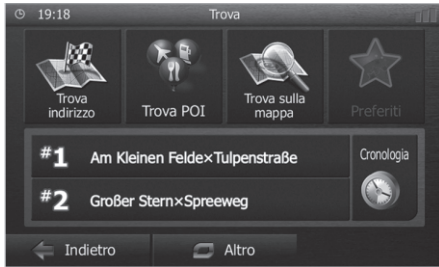 19:18 Trova
Trova
indirizzo
Trova POI
Trova sulla
mappa
Preferiti
#1 Am Kleinen Felde×Tulpenstraße
Cronologia
#2 Großer Stern×Spreeweg
Indietro
Altro